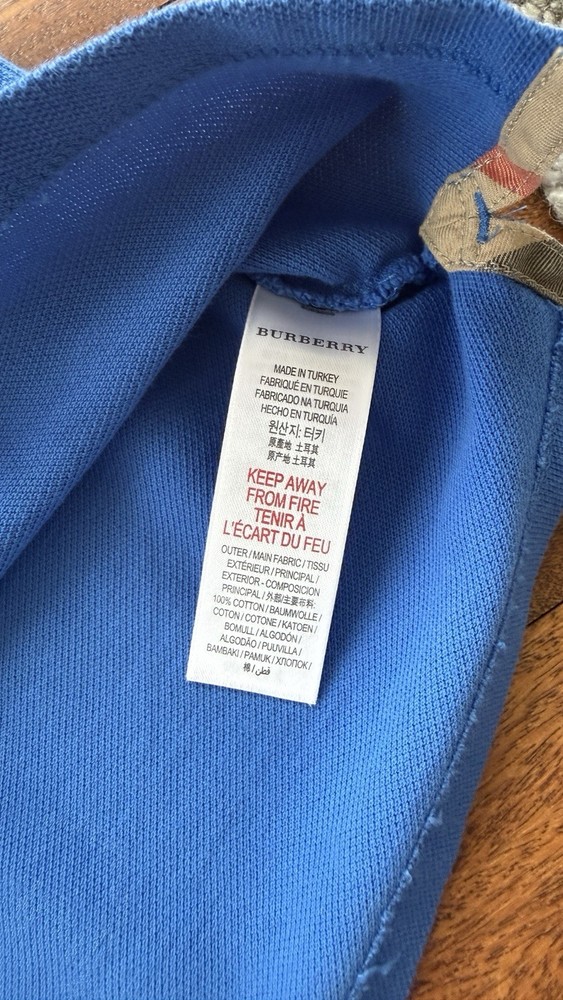 BURBERRY
MADE IN TURKEY
FABRIQUÉ EN TURQUIE
FABRICADO NA TURQUIA
HECHO EN TURQUÍA
원산지: 터키
原產地 土耳其
原产地 土耳其
KEEP AWAY
FROM FIRE
TENIR À
L'ÉCART DU FEU
OUTER / MAIN FABRIC / TISSU
EXTÉRIEUR / PRINCIPAL /
EXTERIOR - COMPOSICION
PRINCIPAL / 外部/主要布料:
100% COTTON / BAUMWOLLE /
COTON / COTONE / KATOEN /
BOMULL / ALGODÓN /
ALGODÃO / PUUVILLA /
BAMBAKI / PAMUK / ХЛОПОК /
棉 / قطن